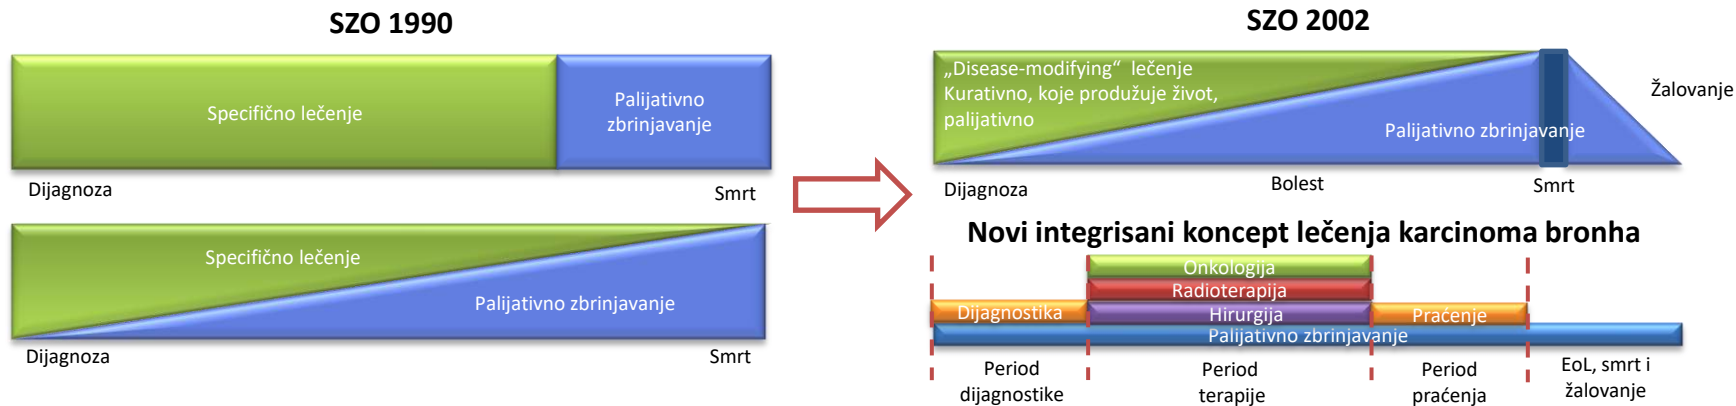 SZO 1990
Specifično lečenje
Palijativno
zbrinjavanje
Dijagnoza
Smrt
Specifično lečenje
Palijativno zbrinjavanje
Dijagnoza
Smrt
SZO 2002
„Disease-modifying“ lečenje
Kurativno, koje produžuje život,
palijativno
Palijativno zbrinjavanje
Žalovanje
Dijagnoza
Bolest
Smrt
Novi integrisani koncept lečenja karcinoma bronha
Onkologija
Radioterapija
Dijagnostika
Hirurgija
Praćenje
Palijativno zbrinjavanje
Period
dijagnostike
Period
terapije
Period
praćenja
EoL, smrt i
žalovanje